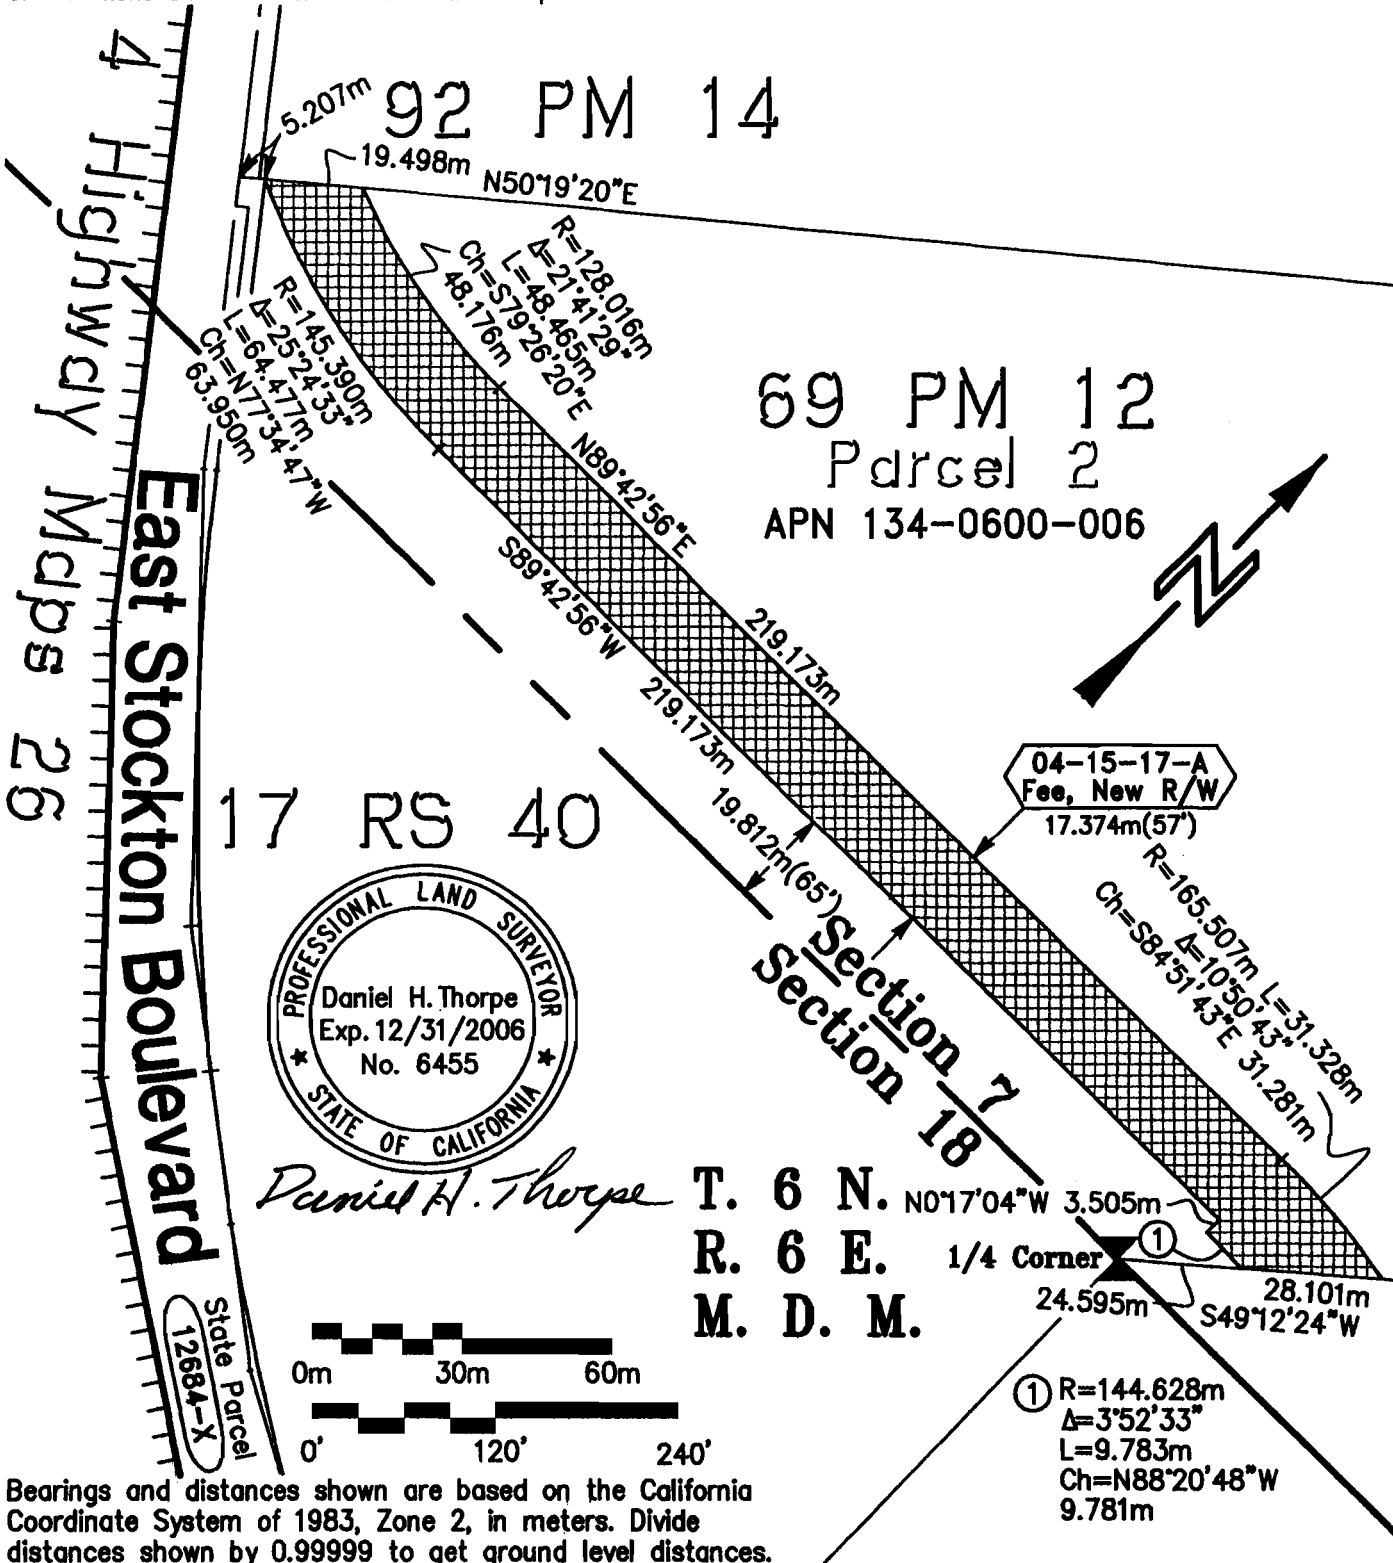 92 PM 14
5.207m
19.498m
N50°19'20"E
R=128.016m
Δ=21°41'29"
L=48.465m
Ch=S79°26'20"E
48.176m
R=145.390m
Δ=25°24'33"
L=64.477m
Ch=N77°34'47"W
63.950m
4 Highway Maps 26
East Stockton Boulevard
69 PM 12
Parcel 2
APN 134-0600-006
N89°42'56"E
219.173m
S89°42'56"W
219.173m
04-15-17-A
Fee, New R/W
17.374m(57')
19.812m(65')
17 RS 40
R=165.507m L=31.328m
Δ=10°50'43"
Ch=S84°51'43"E 31.281m
Section 7
Section 18
PROFESSIONAL LAND SURVEYOR
Daniel H. Thorpe
Exp. 12/31/2006
No. 6455
STATE OF CALIFORNIA
Daniel H. Thorpe
T. 6 N.
R. 6 E.
M. D. M.
N0°17'04"W 3.505m
1
1/4 Corner
24.595m
28.101m
S49°12'24"W
State Parcel
12684-X
0m 30m 60m
0' 120' 240'
1 R=144.628m
Δ=3°52'33"
L=9.783m
Ch=N88°20'48"W
9.781m
Bearings and distances shown are based on the California
Coordinate System of 1983, Zone 2, in meters. Divide
distances shown by 0.99999 to get ground level distances.